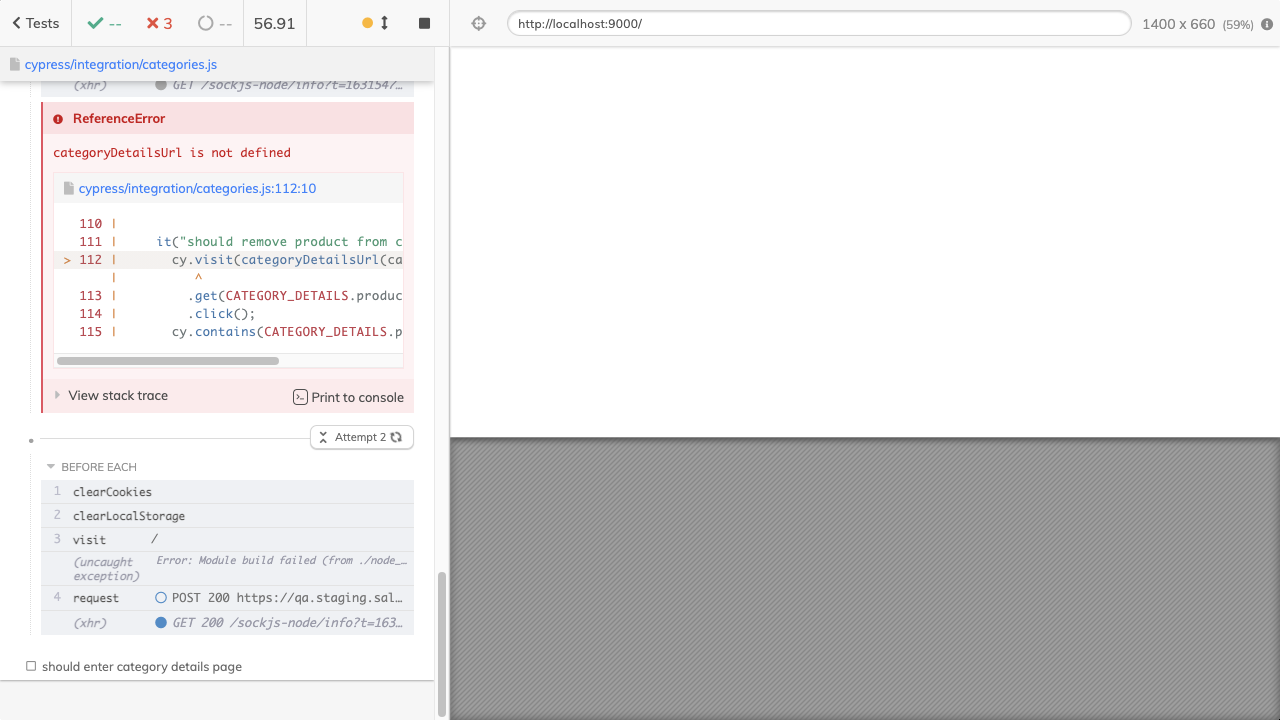 Tests -- 3 -- 56.91 http://localhost:9000/ 1400 x 660 (59%)
cypress/integration/categories.js
(xhr) GET /sockjs-node/info?t=1631547…
ReferenceError
categoryDetailsUrl is not defined
cypress/integration/categories.js:112:10
110 |
111 | it("should remove product from c
> 112 | cy.visit(categoryDetailsUrl(ca
| ^
113 | .get(CATEGORY_DETAILS.produc
114 | .click();
115 | cy.contains(CATEGORY_DETAILS.p
View stack trace Print to console
Attempt 2
BEFORE EACH
1 clearCookies
2 clearLocalStorage
3 visit /
(uncaught exception) Error: Module build failed (from ./node_…
4 request POST 200 https://qa.staging.sal…
(xhr) GET 200 /sockjs-node/info?t=163…
should enter category details page